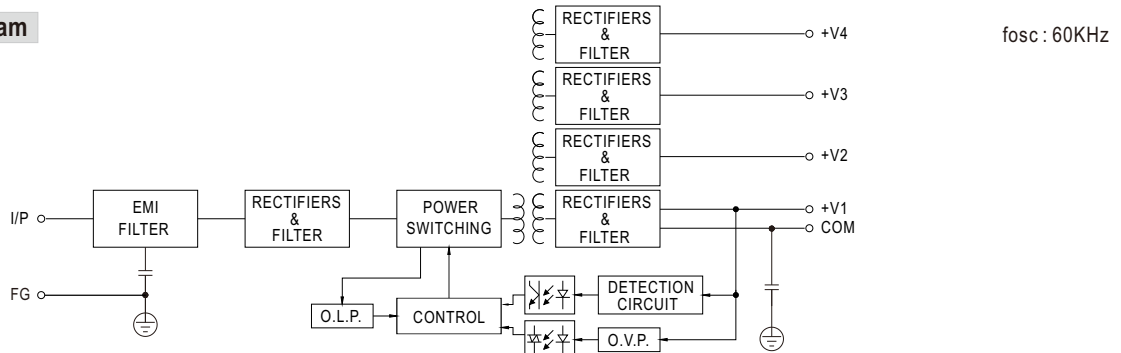 am
fosc : 60KHz
RECTIFIERS
&
FILTER
+V4
RECTIFIERS
&
FILTER
+V3
RECTIFIERS
&
FILTER
+V2
I/P
EMI
FILTER
RECTIFIERS
&
FILTER
POWER
SWITCHING
RECTIFIERS
&
FILTER
+V1
COM
FG
O.L.P.
CONTROL
DETECTION
CIRCUIT
O.V.P.